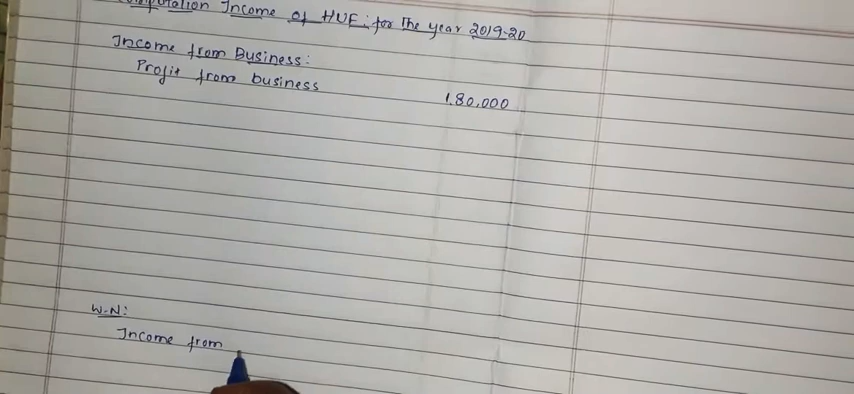 Income of HUF: for the year 2019-20
Income from Business:
Profit from business
1,80,000
W.N:
Income from